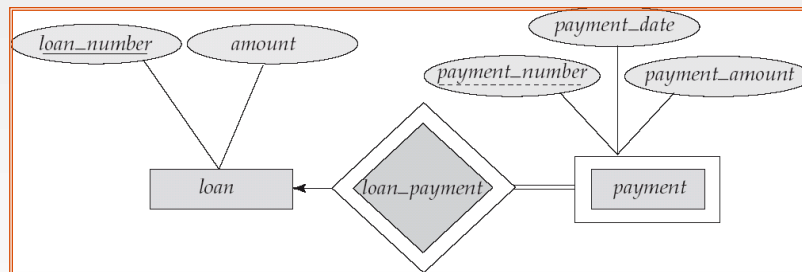 payment_date
loan_number
amount
payment_number
payment_amount
loan
loan_payment
payment